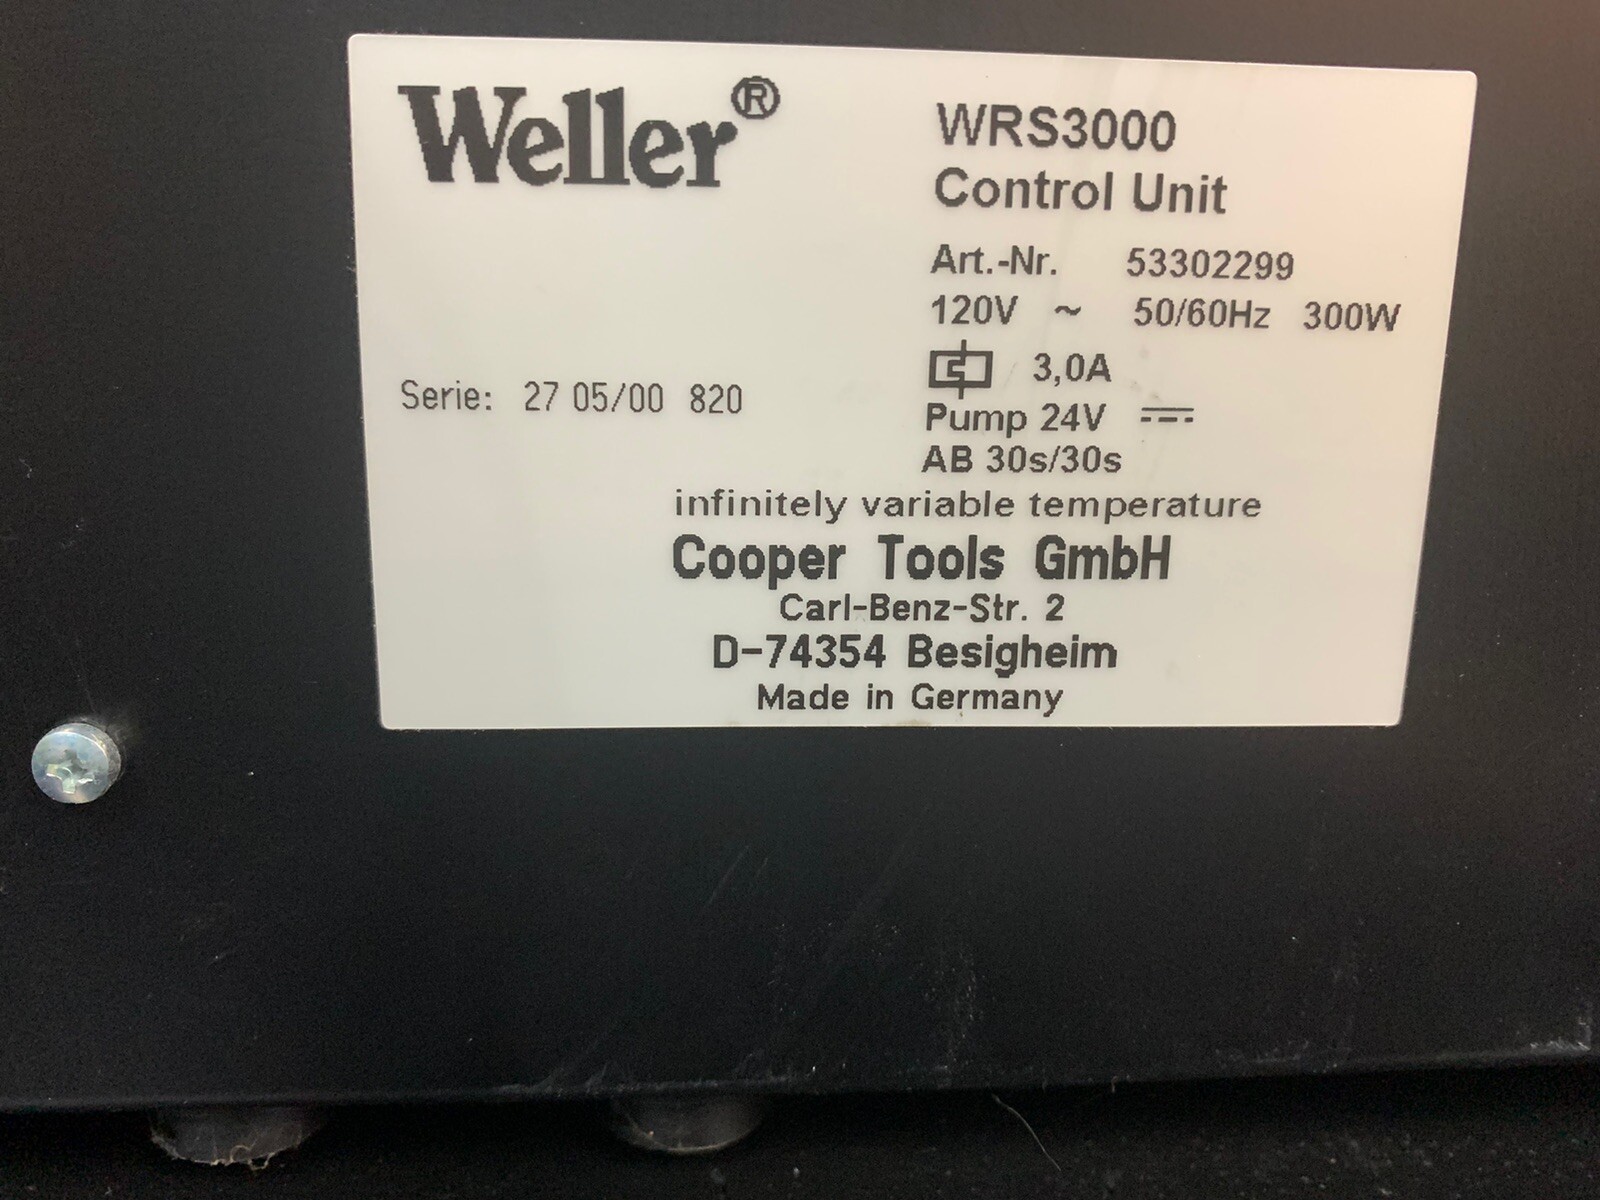 Weller®
WRS3000
Control Unit
Art.-Nr. 53302299
120V ~ 50/60Hz 300W
3,0A
Serie: 27 05/00 820
Pump 24V ⎓
AB 30s/30s
infinitely variable temperature
Cooper Tools GmbH
Carl-Benz-Str. 2
D-74354 Besigheim
Made in Germany